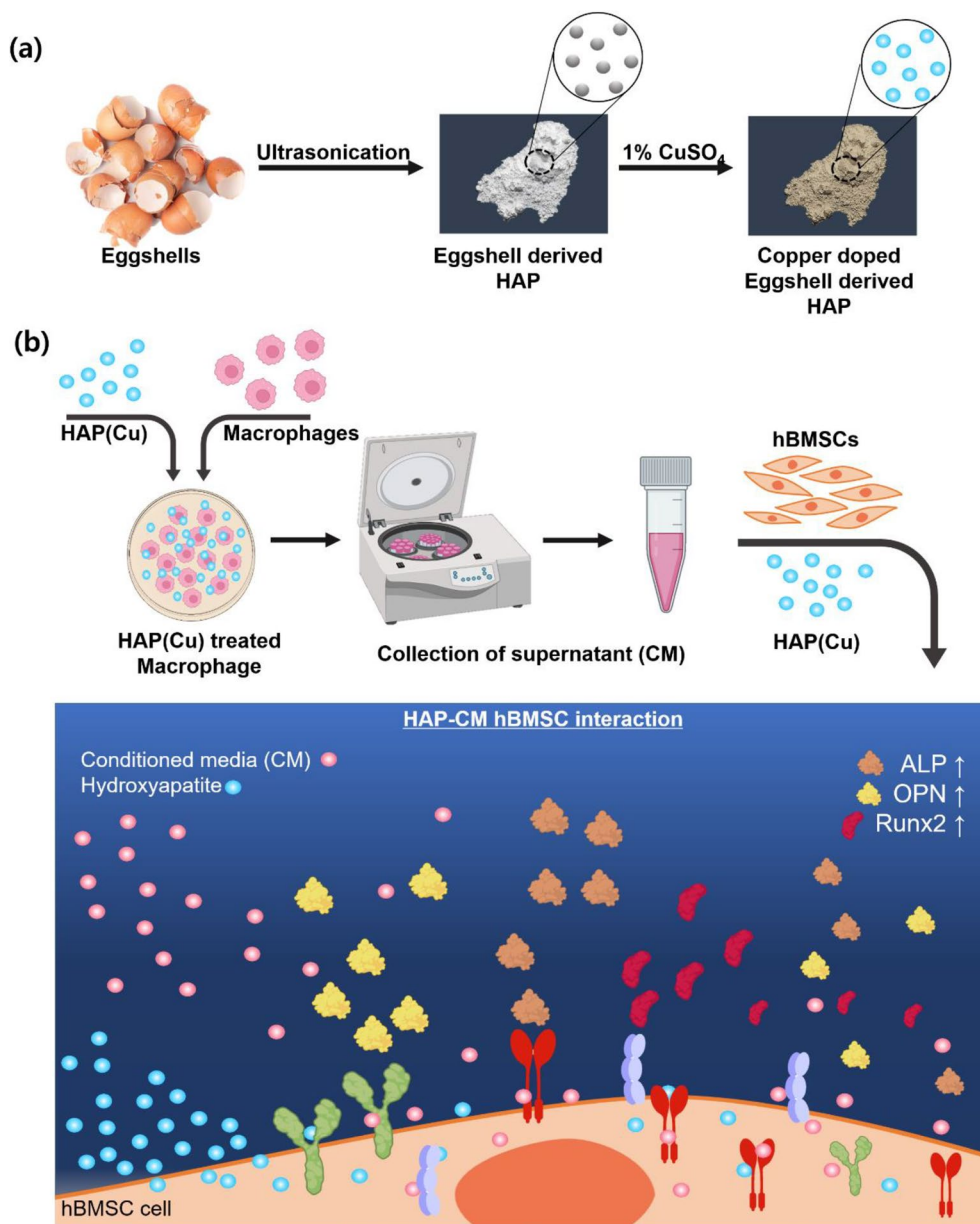 (a)
Ultrasonication
1% CuSO₄
Eggshells
Eggshell derived
HAP
Copper doped
Eggshell derived
HAP
(b)
HAP(Cu)
Macrophages
hBMSCs
HAP(Cu)
HAP(Cu) treated
Macrophage
Collection of supernatant (CM)
HAP-CM hBMSC interaction
Conditioned media (CM)
Hydroxyapatite
ALP ↑
OPN ↑
Runx2 ↑
hBMSC cell